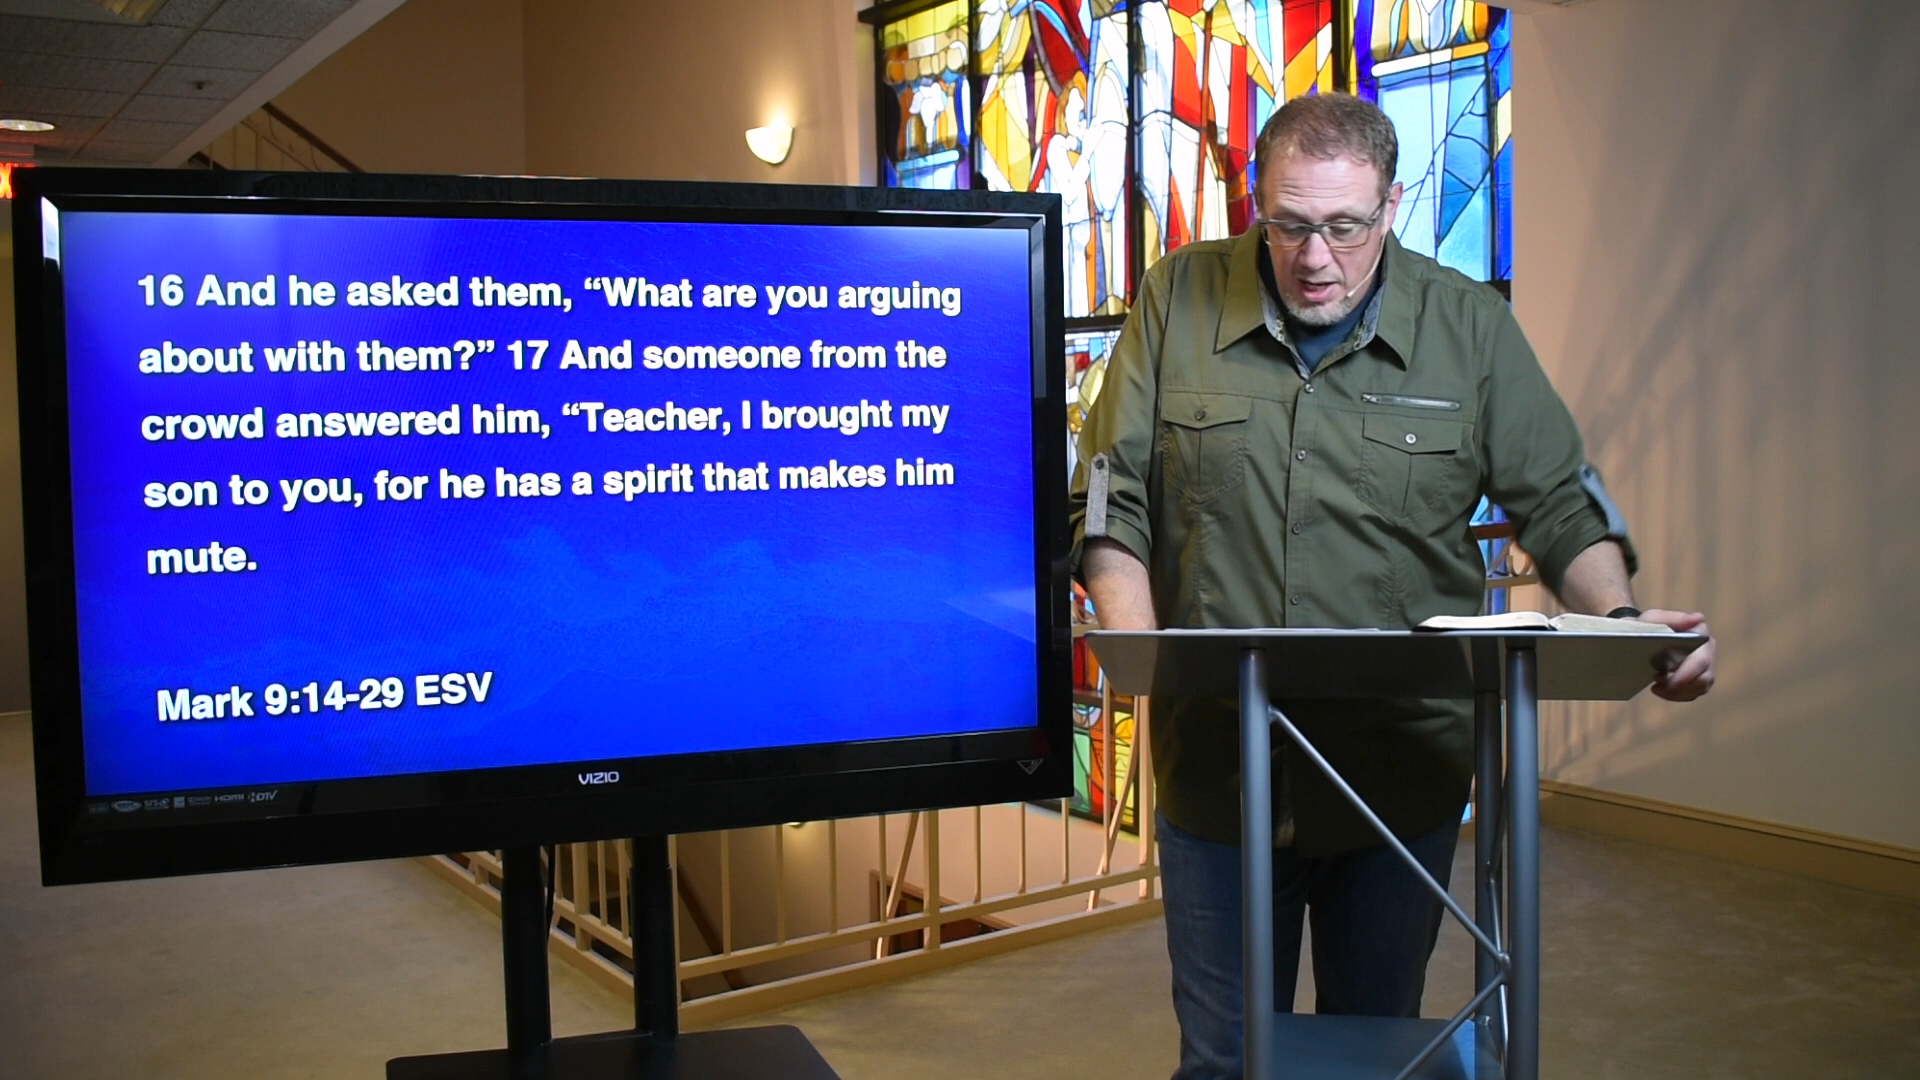 16 And he asked them, “What are you arguing
about with them?” 17 And someone from the
crowd answered him, “Teacher, I brought my
son to you, for he has a spirit that makes him
mute.
Mark 9:14-29 ESV
VIZIO
HDMI HDTV